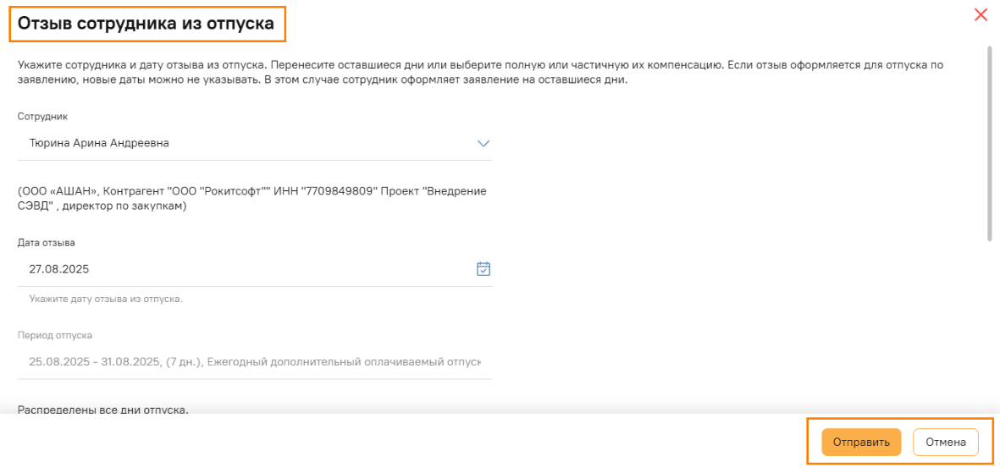 Отзыв сотрудника из отпуска
Укажите сотрудника и дату отзыва из отпуска. Перенесите оставшиеся дни или выберите полную или частичную их компенсацию. Если отзыв оформляется для отпуска по
заявлению, новые даты можно не указывать. В этом случае сотрудник оформляет заявление на оставшиеся дни.
Сотрудник
Тюрина Арина Андреевна
(ООО «АШАН», Контрагент "ООО "Рокитсофт"" ИНН "7709849809" Проект "Внедрение
СЭВД" , директор по закупкам)
Дата отзыва
27.08.2025
Укажите дату отзыва из отпуска.
Период отпуска
25.08.2025 - 31.08.2025, (7 дн.), Ежегодный дополнительный оплачиваемый отпуск
Распределены все дни отпуска.
Отправить
Отмена